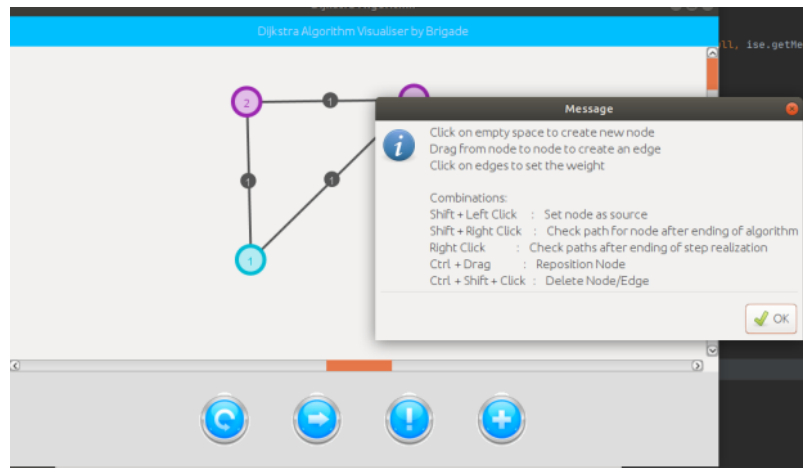 Dijkstra Algorithm Visualiser by Brigade
ll, ise.getMe
2
1
1
1
1
Message
Click on empty space to create new node
Drag from node to node to create an edge
Click on edges to set the weight
Combinations:
Shift + Left Click : Set node as source
Shift + Right Click : Check path for node after ending of algorithm
Right Click : Check paths after ending of step realization
Ctrl + Drag : Reposition Node
Ctrl + Shift + Click : Delete Node/Edge
OK